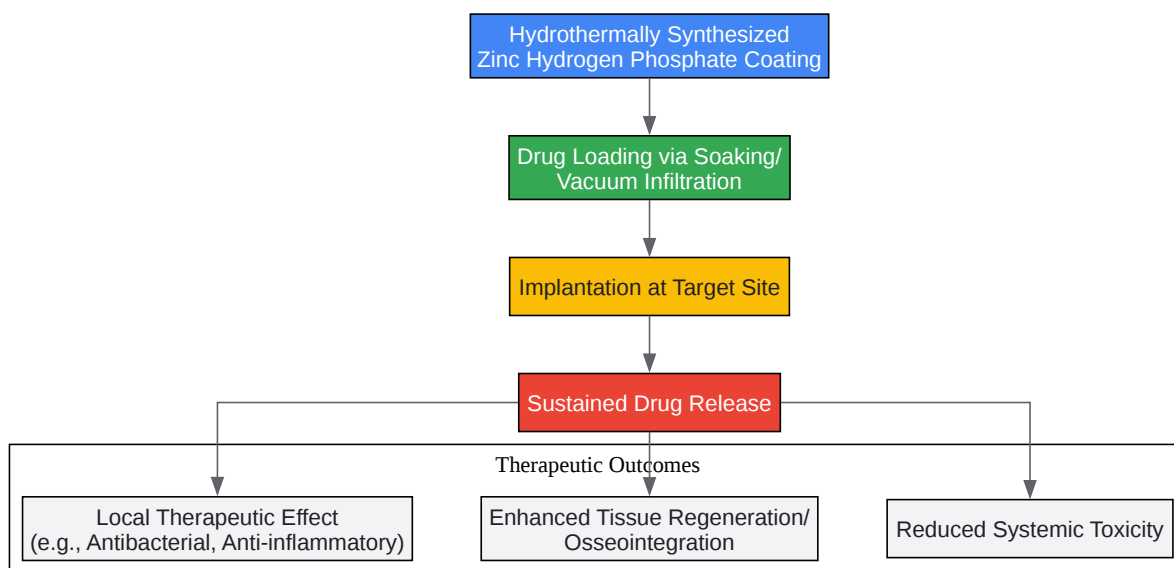 Hydrothermally Synthesized
Zinc Hydrogen Phosphate Coating
Drug Loading via Soaking/
Vacuum Infiltration
Implantation at Target Site
Sustained Drug Release
Therapeutic Outcomes
Local Therapeutic Effect
(e.g., Antibacterial, Anti-inflammatory)
Enhanced Tissue Regeneration/
Osseointegration
Reduced Systemic Toxicity